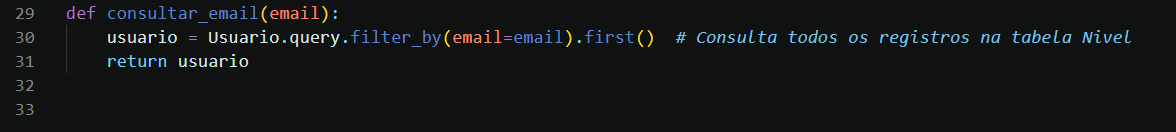 29 def consultar_email(email):
30     usuario = Usuario.query.filter_by(email=email).first()  # Consulta todos os registros na tabela Nivel
31     return usuario
32
33